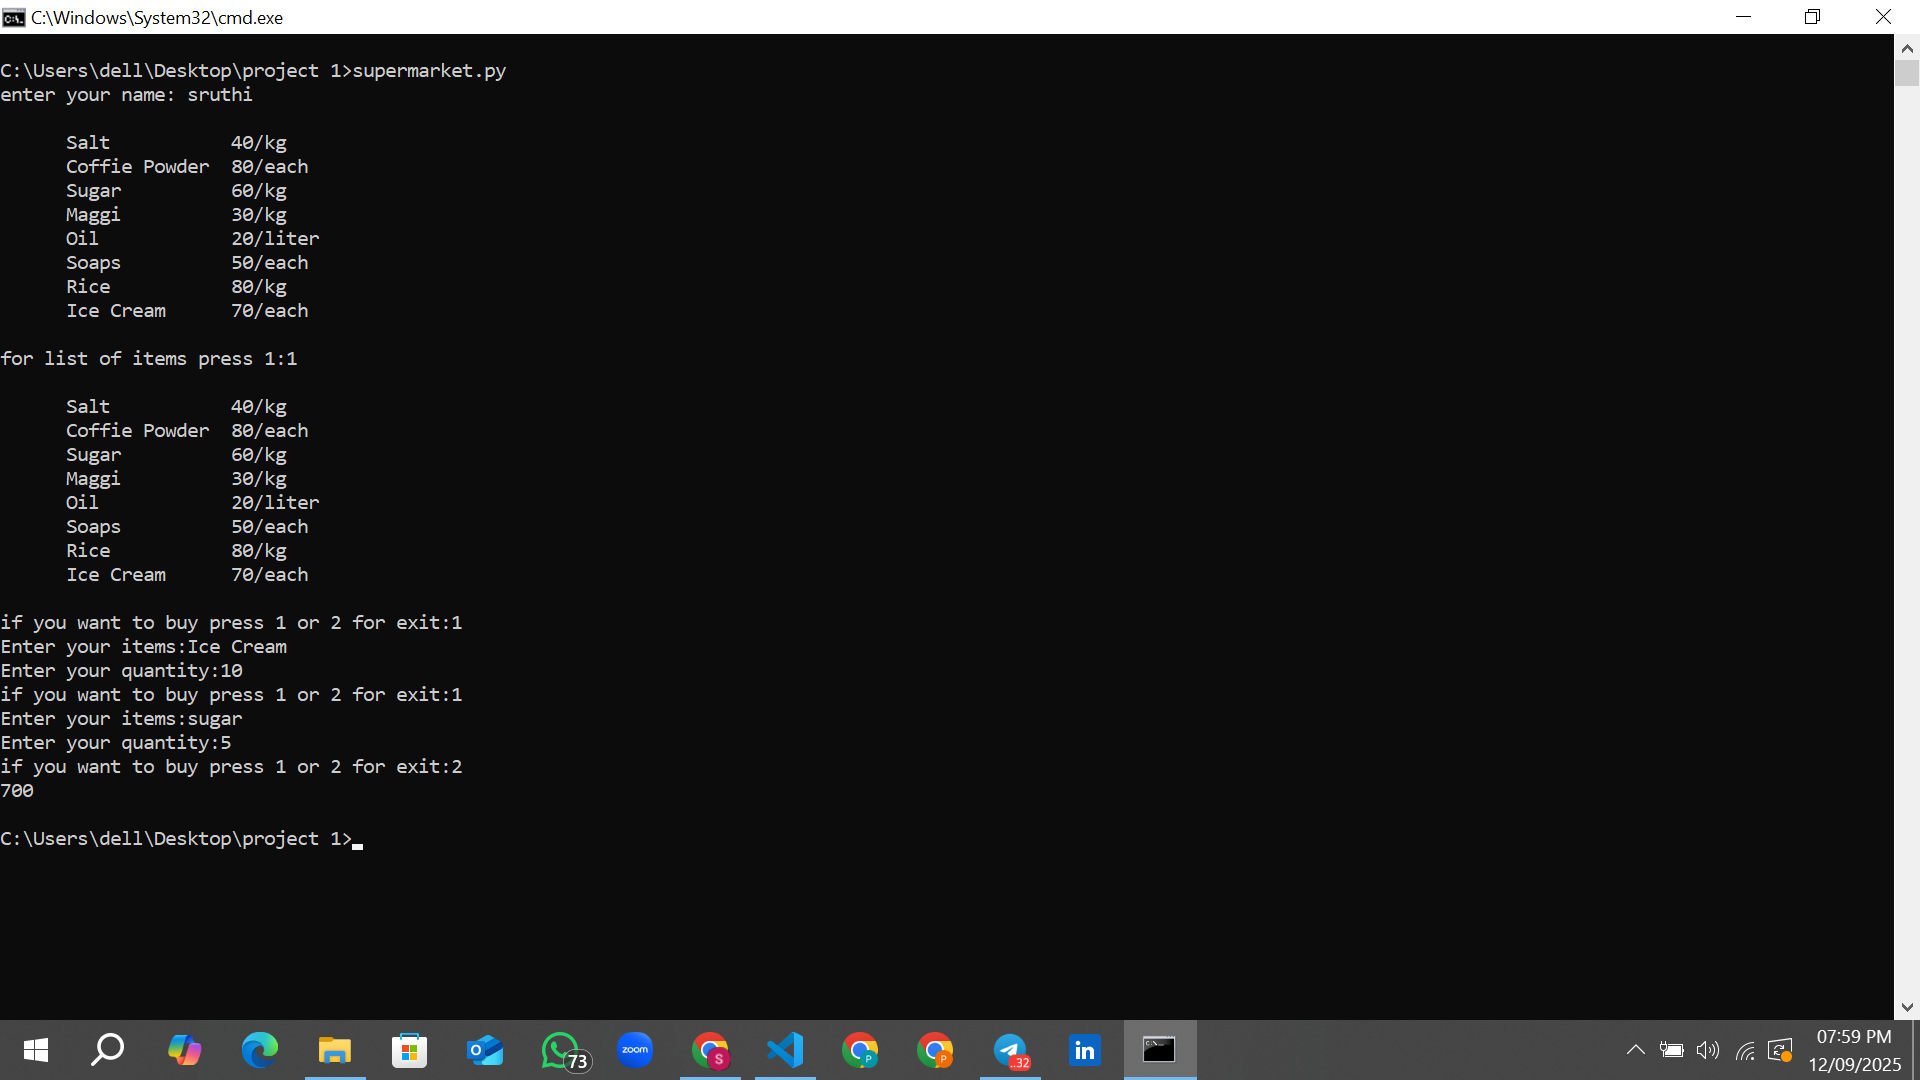 C:\Windows\System32\cmd.exe
C:\Users\dell\Desktop\project 1>supermarket.py
enter your name: sruthi
Salt 40/kg
Coffie Powder 80/each
Sugar 60/kg
Maggi 30/kg
Oil 20/liter
Soaps 50/each
Rice 80/kg
Ice Cream 70/each
for list of items press 1:1
Salt 40/kg
Coffie Powder 80/each
Sugar 60/kg
Maggi 30/kg
Oil 20/liter
Soaps 50/each
Rice 80/kg
Ice Cream 70/each
if you want to buy press 1 or 2 for exit:1
Enter your items:Ice Cream
Enter your quantity:10
if you want to buy press 1 or 2 for exit:1
Enter your items:sugar
Enter your quantity:5
if you want to buy press 1 or 2 for exit:2
700
C:\Users\dell\Desktop\project 1>
73
zoom
S
P
P
..32
in
07:59 PM
12/09/2025